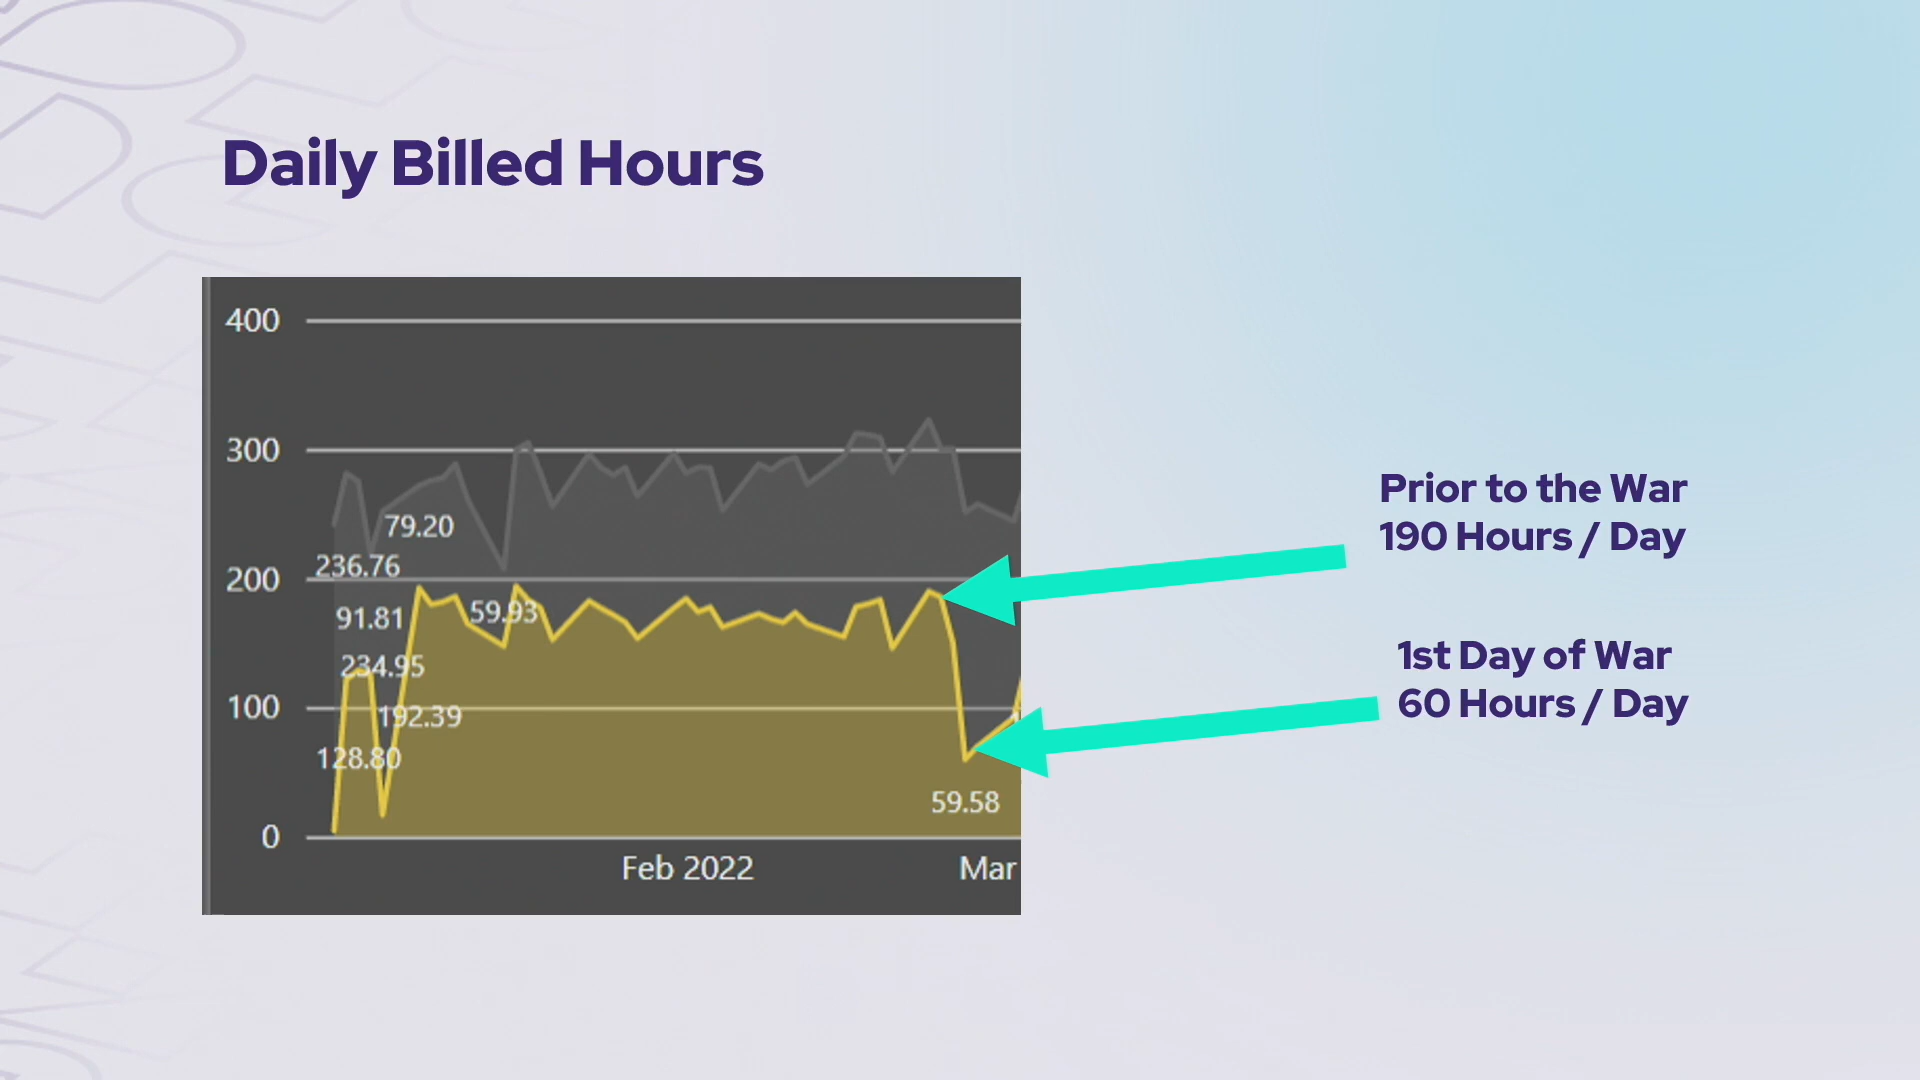 Daily Billed Hours
400
300
200
100
0
79.20
236.76
91.81
59.93
234.95
192.39
128.80
59.58
Feb 2022
Mar
Prior to the War
190 Hours / Day
1st Day of War
60 Hours / Day